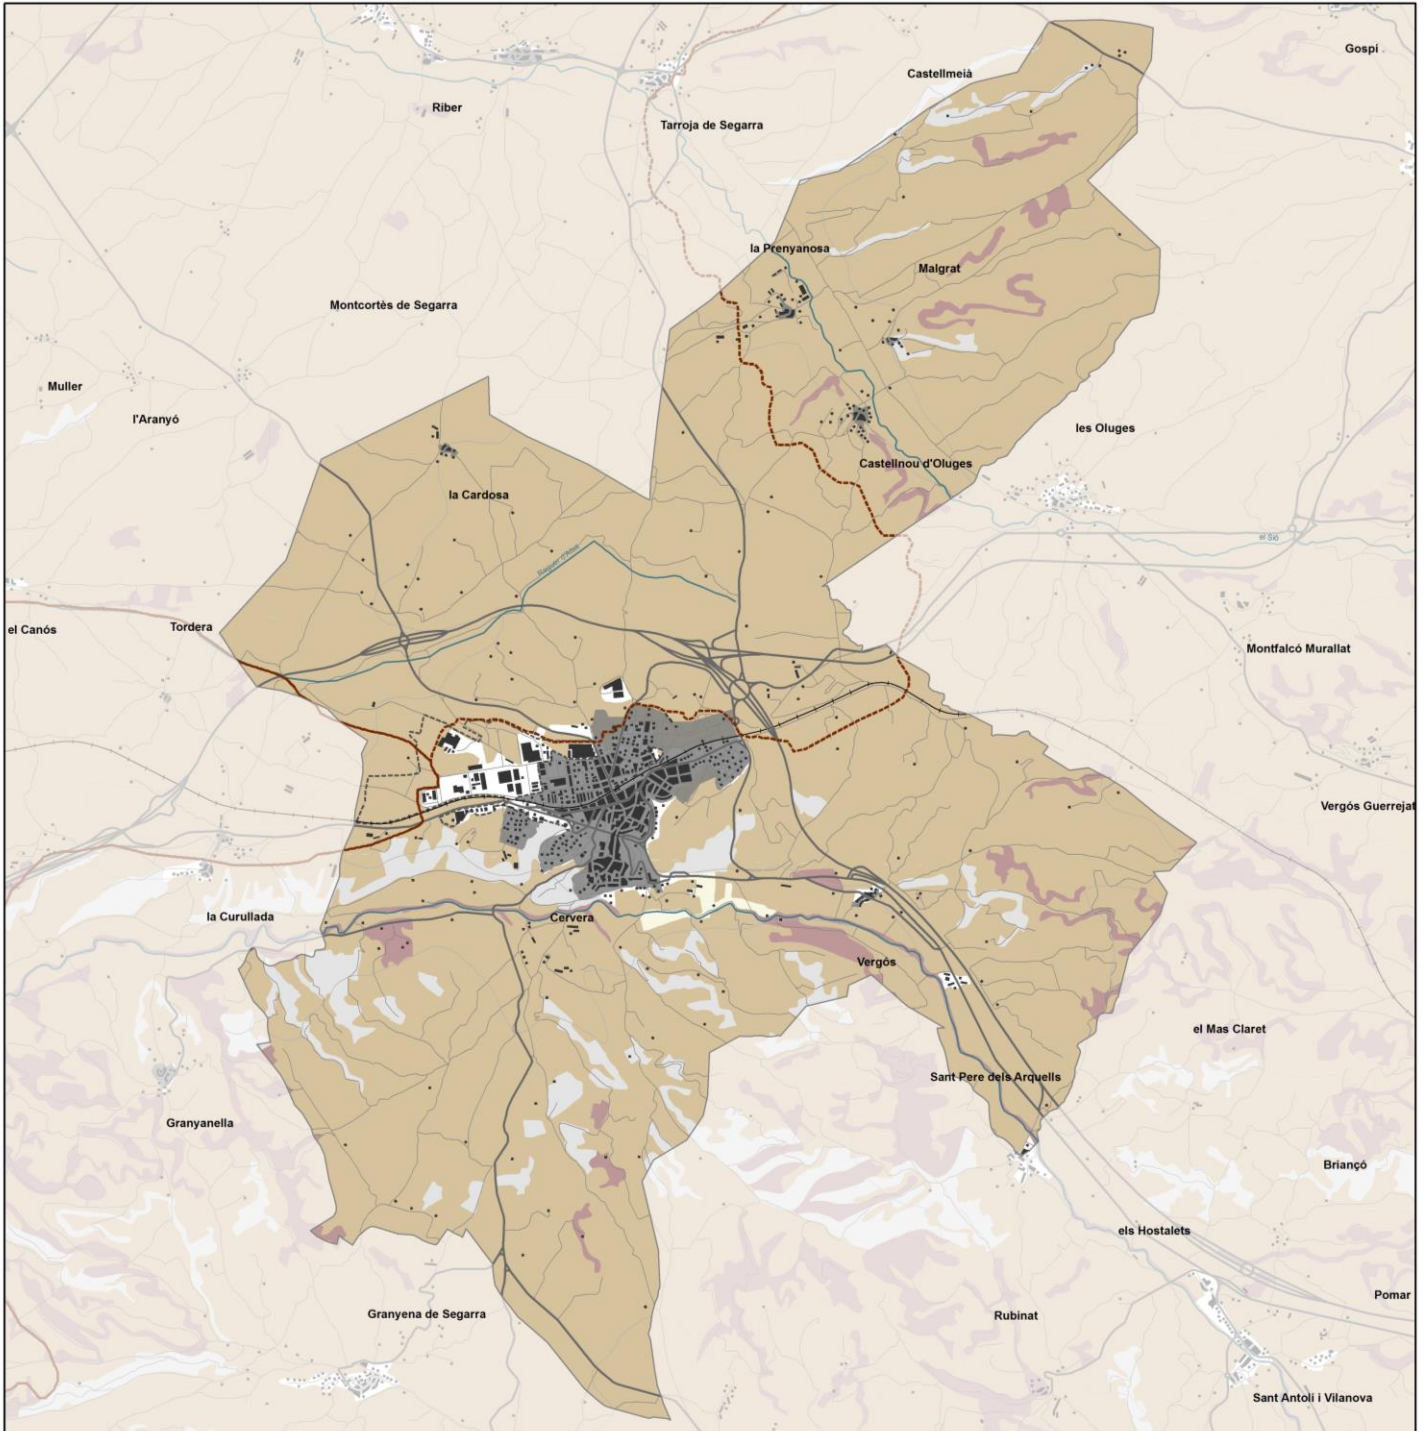 Gospi
Castellmeià
Riber
Tarroja de Segarra
la Prenyanosa
Malgrat
Montcortès de Segarra
Muller
l'Aranyó
les Oluges
Castellnou d'Oluges
la Cardosa
el Sió
el Canós
Tordera
Montfalcó Murallat
Vergós Guerrejat
la Curullada
Cervera
Vergós
el Mas Claret
Sant Pere dels Arquells
Granyanella
Briançó
els Hostalets
Pomar
Granyena de Segarra
Rubinat
Sant Antolí i Vilanova